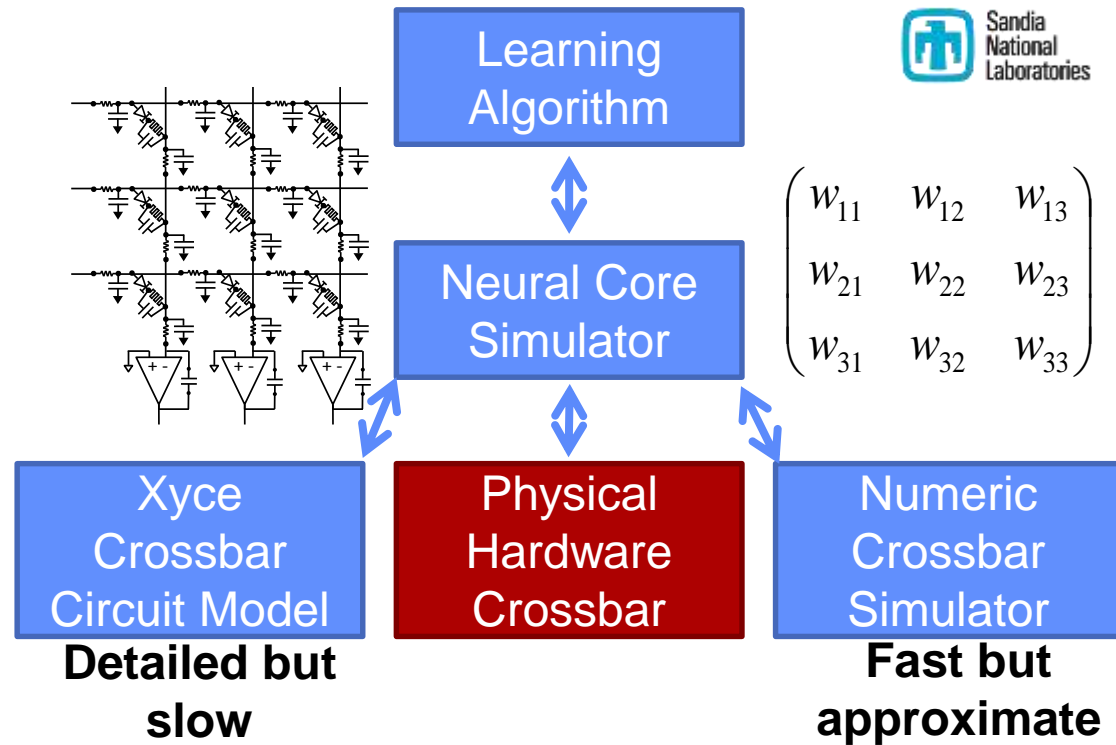 Sandia
National
Laboratories
Learning
Algorithm
w11 w12 w13
w21 w22 w23
w31 w32 w33
Neural Core
Simulator
+ -
+ -
+ -
Xyce
Crossbar
Circuit Model
Physical
Hardware
Crossbar
Numeric
Crossbar
Simulator
Detailed but
slow
Fast but
approximate